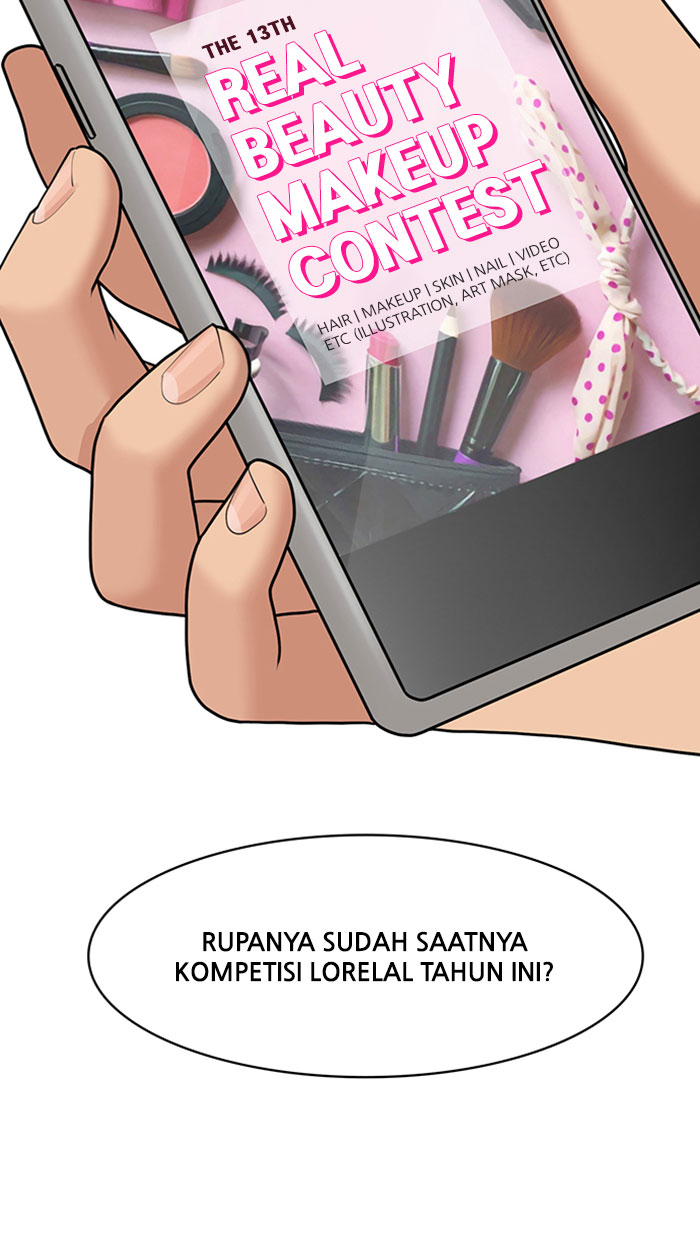 THE 13TH
REAL
BEAUTY
MAKEUP
CONTEST
HAIR | MAKEUP | SKIN | NAIL | VIDEO
ETC (ILLUSTRATION, ART MASK, ETC)
RUPANYA SUDAH SAATNYA
KOMPETISI LORELAL TAHUN INI?